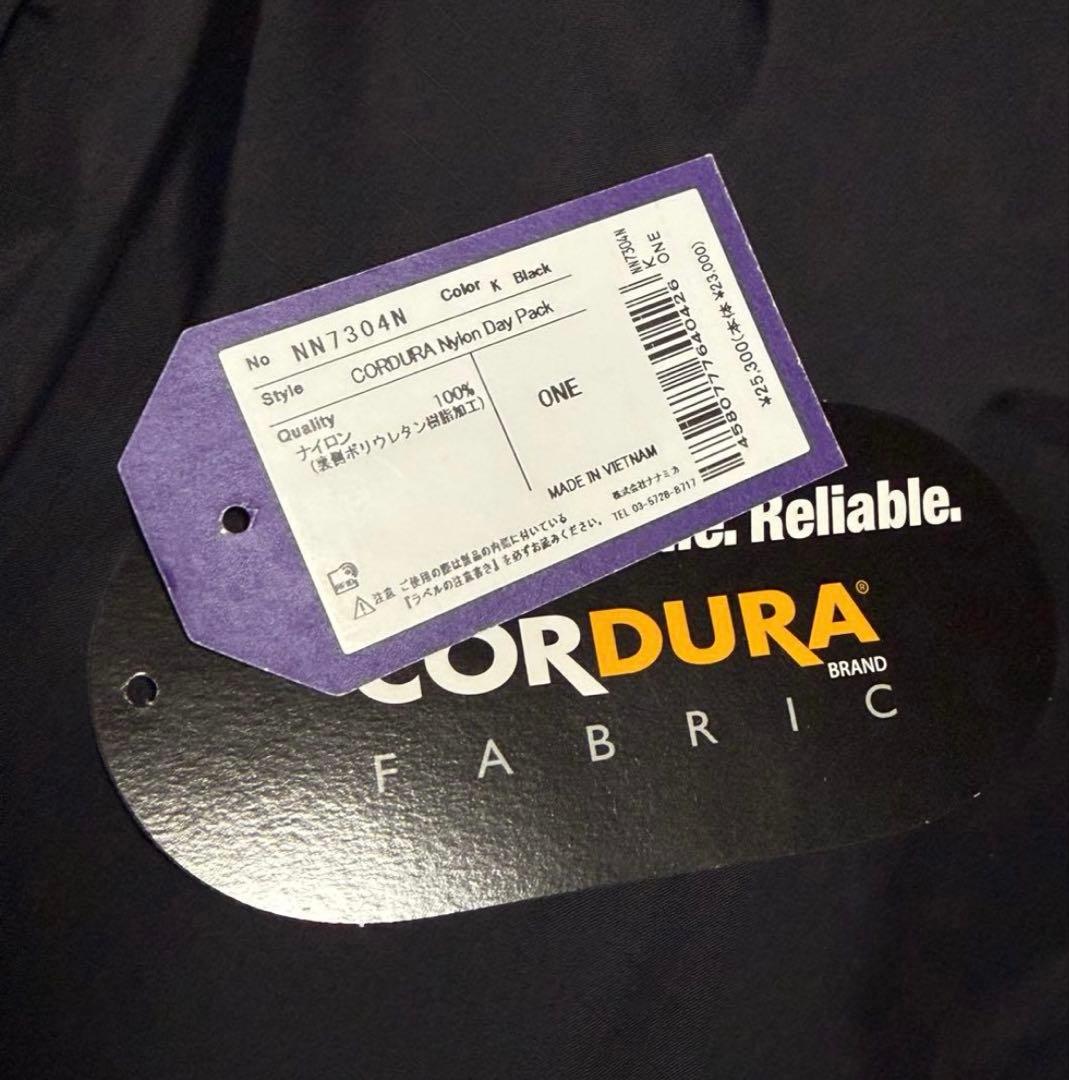 No NN7304N Color K Black
Style CORDURA Nylon Day Pack
Quality
ナイロン 100%
(裏側ポリウレタン樹脂加工)
ONE
MADE IN VIETNAM
株式会社ナナミカ
TEL 03-5728-8717
注意 ご使用の際は製品の内側に付いている
『ラベルの注意書き』を必ずお読みください。
NN7304N
K ONE
4580777640426
¥25,300(本体¥23,000)
Reliable.
CORDURA®
BRAND
FABRIC